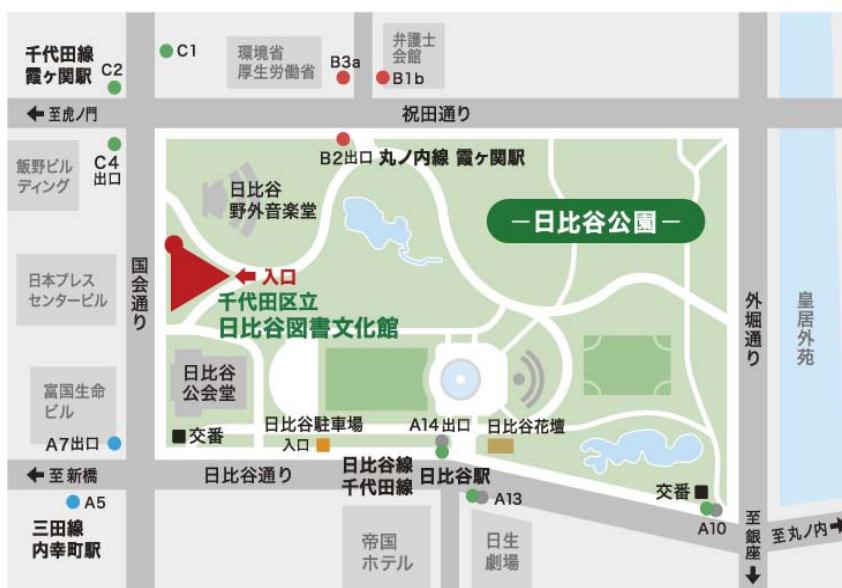 千代田線
霞ヶ関駅
C2
C1
環境省
厚生労働省
B3a
弁護士
会館
B1b
←至虎ノ門
祝田通り
C4
出口
飯野ビル
ディング
B2出口 丸ノ内線 霞ヶ関駅
日比谷
野外音楽堂
－日比谷公園－
←入口
千代田区立
日比谷図書文化館
国会通り
日本プレス
センタービル
外堀通り
皇居外苑
日比谷
公会堂
富国生命
ビル
A7出口
■交番
日比谷駐車場
入口
A14出口
日比谷花壇
←至新橋
日比谷通り
日比谷線
千代田線
日比谷駅
交番■
A5
A13
A10
三田線
内幸町駅
帝国
ホテル
日生
劇場
至銀座↓
至丸ノ内→